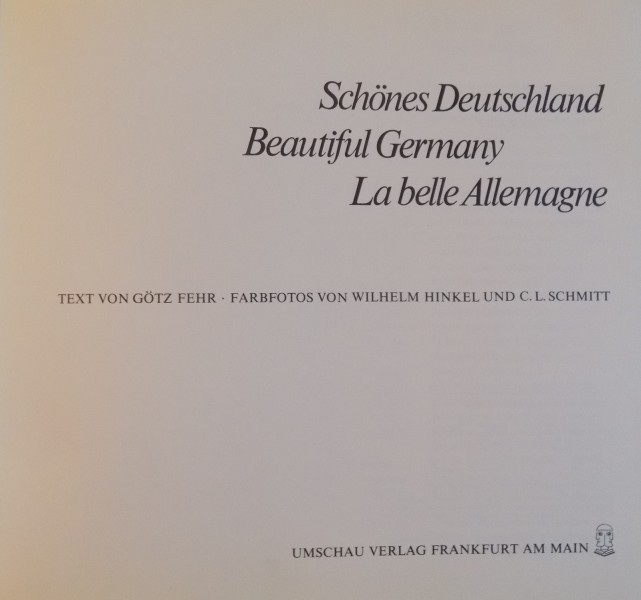 Schönes Deutschland
Beautiful Germany
La belle Allemagne
TEXT VON GÖTZ FEHR · FARBFOTOS VON WILHELM HINKEL UND C. L. SCHMITT
UMSCHAU VERLAG FRANKFURT AM MAIN